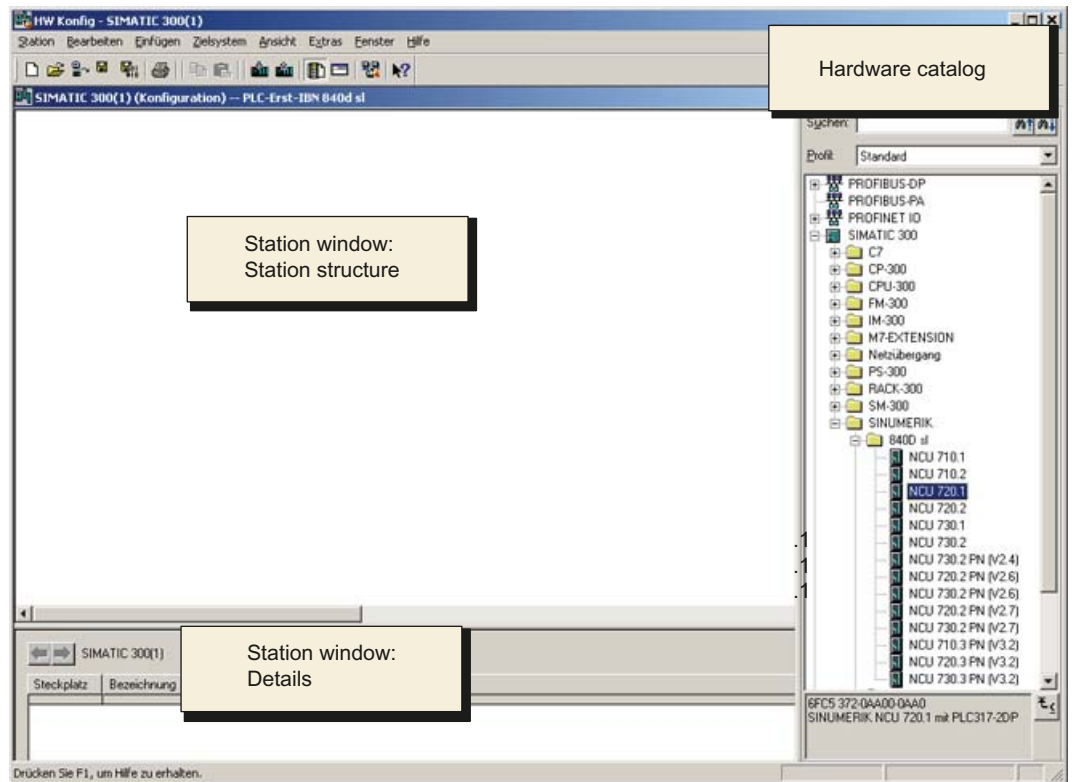 HW Konfig - SIMATIC 300(1)
Station Bearbeiten Einfügen Zielsystem Ansicht Extras Fenster Hilfe
Hardware catalog
SIMATIC 300(1) (Konfiguration) -- PLC-Erst-IBN 840d sl
Suchen:
Profil: Standard
PROFIBUS-DP
PROFIBUS-PA
PROFINET IO
SIMATIC 300
C7
CP-300
CPU-300
FM-300
IM-300
M7-EXTENSION
Netzübergang
PS-300
RACK-300
SM-300
SINUMERIK
840D sl
NCU 710.1
NCU 710.2
NCU 720.1
NCU 720.2
NCU 730.1
NCU 730.2
NCU 730.2 PN (V2.4)
NCU 720.2 PN (V2.6)
NCU 730.2 PN (V2.6)
NCU 720.2 PN (V2.7)
NCU 730.2 PN (V2.7)
NCU 710.3 PN (V3.2)
NCU 720.3 PN (V3.2)
NCU 730.3 PN (V3.2)
.1
.1
.1
Station window:
Station structure
SIMATIC 300(1)
Station window:
Details
Steckplatz Bezeichnung
6FC5 372-0AA00-0AA0
SINUMERIK NCU 720.1 mit PLC317-2DP
Drücken Sie F1, um Hilfe zu erhalten.